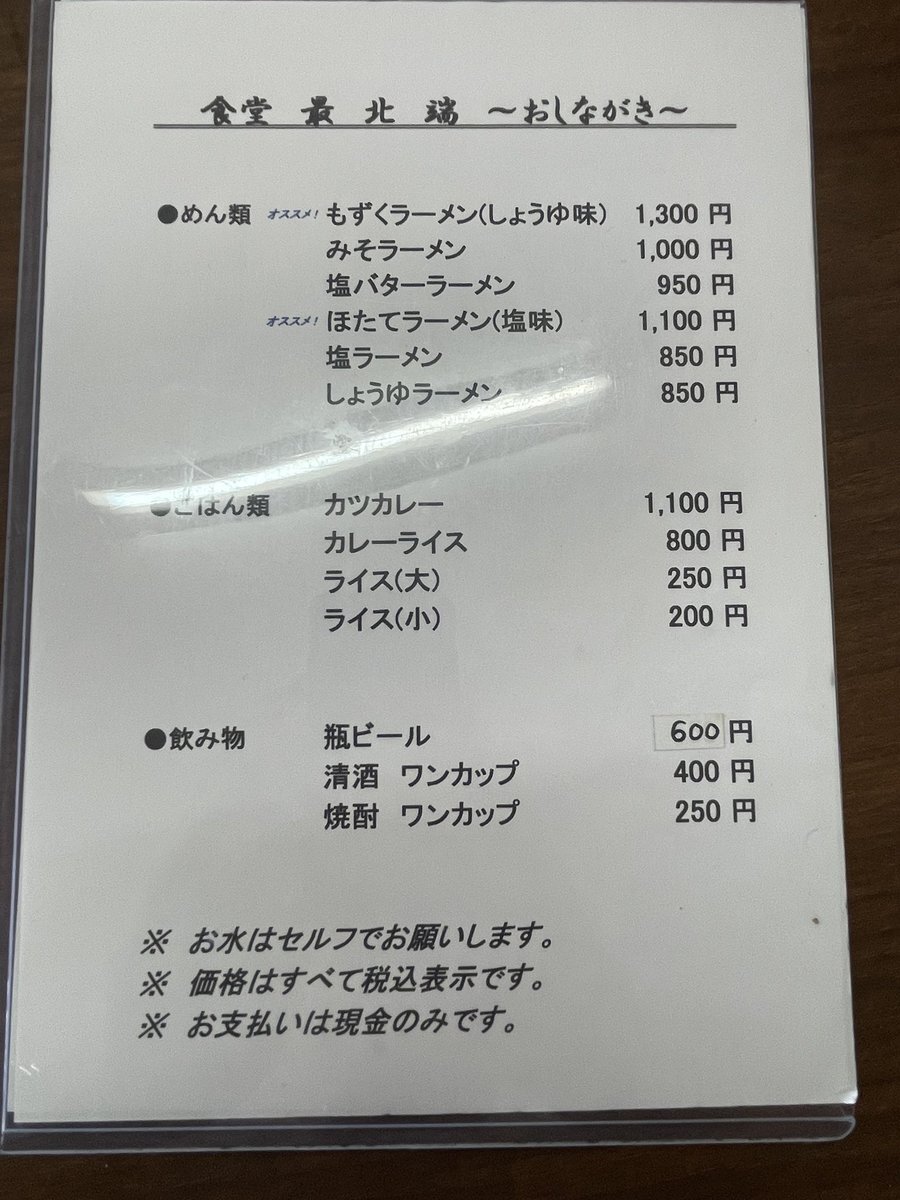 食堂 最北端 ～おしながき～
●めん類 オススメ！ もずくラーメン(しょうゆ味) 1,300 円
みそラーメン 1,000 円
塩バターラーメン 950 円
オススメ！ ほたてラーメン(塩味) 1,100 円
塩ラーメン 850 円
しょうゆラーメン 850 円
●ごはん類 カツカレー 1,100 円
カレーライス 800 円
ライス(大) 250 円
ライス(小) 200 円
●飲み物 瓶ビール 600 円
清酒 ワンカップ 400 円
焼酎 ワンカップ 250 円
※ お水はセルフでお願いします。
※ 価格はすべて税込表示です。
※ お支払いは現金のみです。